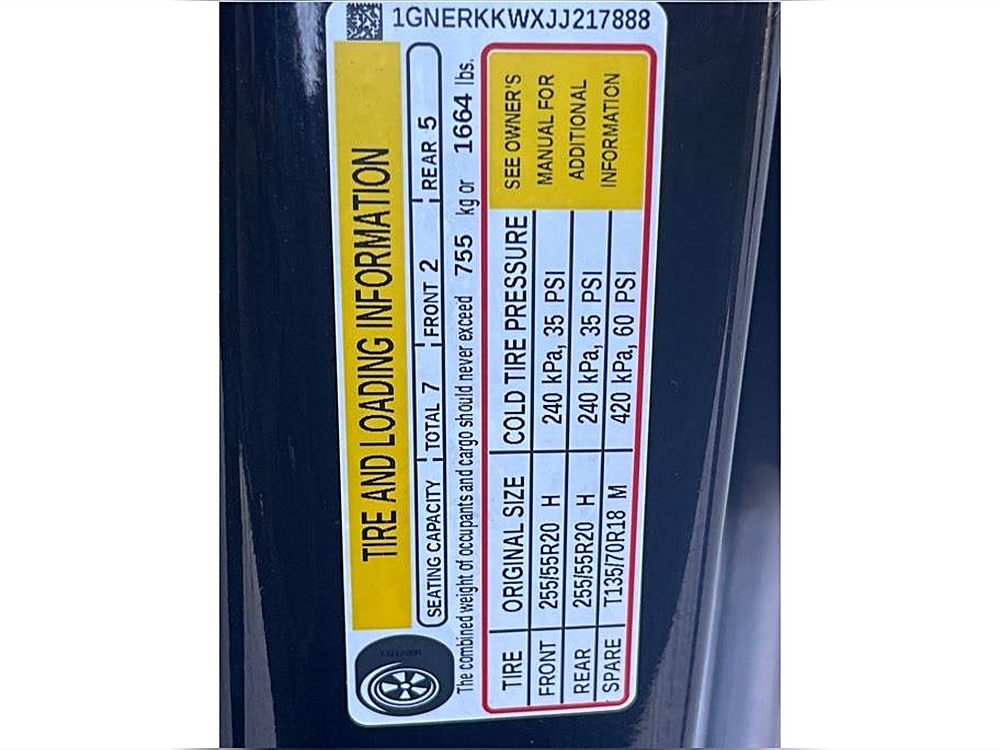 1GNERKKWXJJ217888
TIRE AND LOADING INFORMATION
SEATING CAPACITY TOTAL 7 FRONT 2 REAR 5
The combined weight of occupants and cargo should never exceed 755 kg or 1664 lbs.
TIRE ORIGINAL SIZE COLD TIRE PRESSURE
FRONT 255/55R20 H 240 kPa, 35 PSI
REAR 255/55R20 H 240 kPa, 35 PSI
SPARE T135/70R18 M 420 kPa, 60 PSI
SEE OWNER'S
MANUAL FOR
ADDITIONAL
INFORMATION